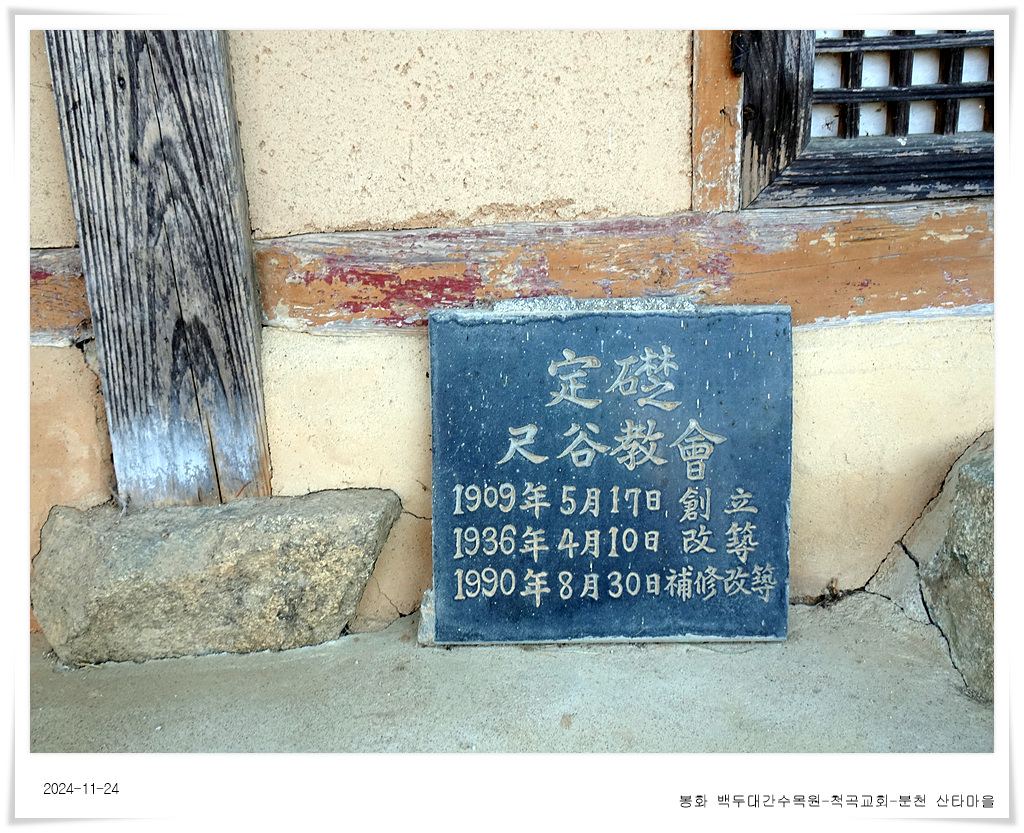 定礎
尺谷教會
1909年 5月 17日 創 立
1936年 4月 10日 改 築
1990年 8月 30日 補修改築
2024-11-24
봉화 백두대간수목원-척곡교회-분천 산타마을